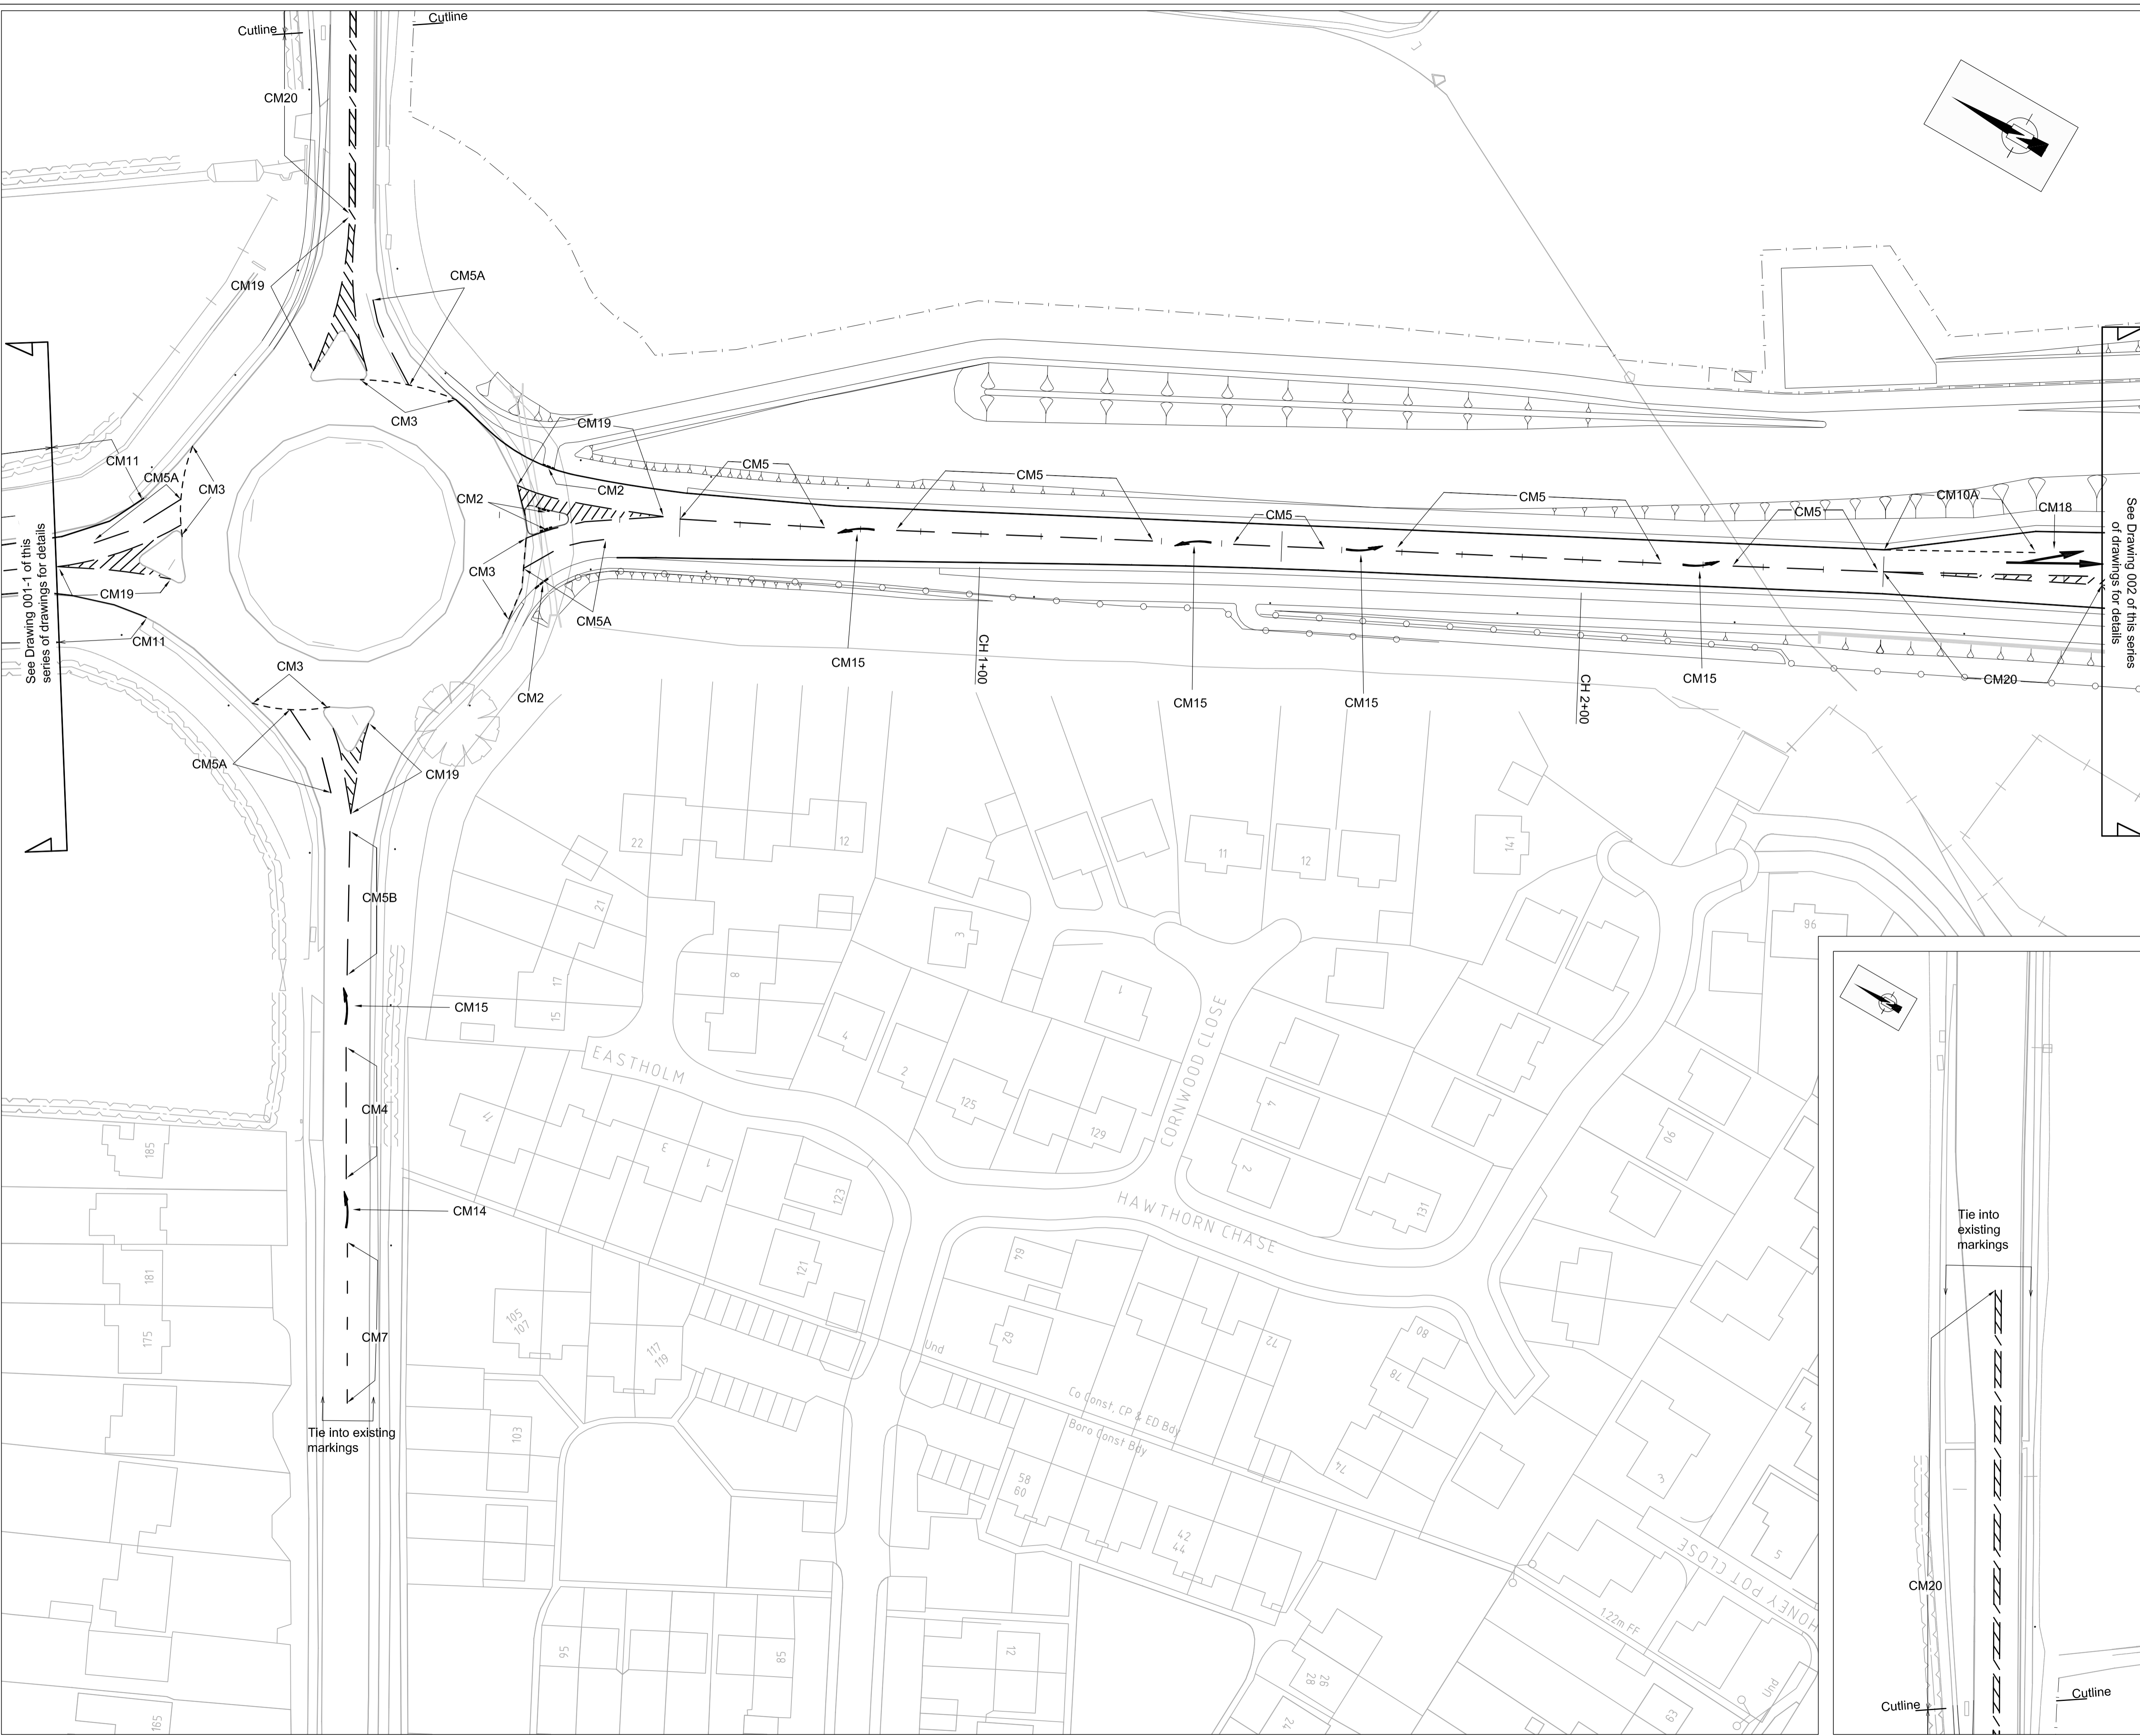 Cutline
Cutline
CM20
CM19
CM5A
CM3
CM19
CM11
CM5A
CM3
CM2
CM2
CM5
CM5
CM5
CM5
CM5
CM10A
CM18
See Drawing 001-1 of this
series of drawings for details
See Drawing 002 of this series
of drawings for details
CM3
CM19
CM11
CM5A
CM15
CH 1+00
CM15
CM15
CH 2+00
CM15
CM20
CM3
CM2
CM5A
CM19
22
12
11
12
141
96
CM5B
21
17
15
8
3
4
2
1
CM15
EASTHOLM
125
129
CORNWOOD CLOSE
4
2
131
90
CM4
185
17
3
1
123
121
HAWTHORN CHASE
CM14
181
64
62
72
80
78
74
CM7
175
105
107
117
119
Und
Co Const, CP & ED Bdy
Boro Const Bdy
Tie into existing
markings
103
58
60
42
44
3
4
5
HONEY POT CLOSE
1.22m FF
95
85
12
26
28
24
63
Und
165
Tie into
existing
markings
CM20
Cutline
Cutline